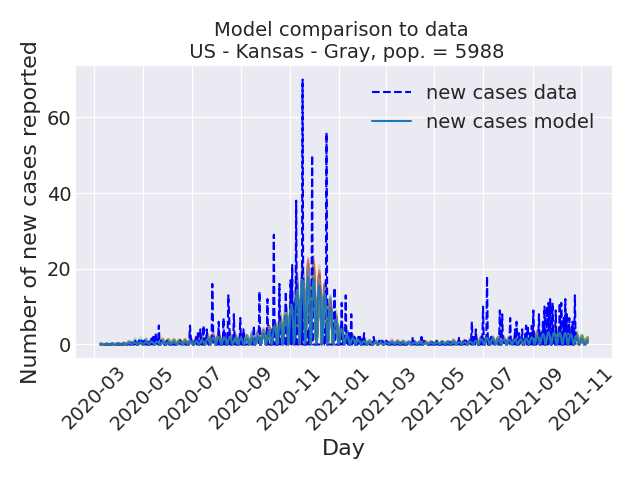 Model comparison to data
US - Kansas - Gray, pop. = 5988
new cases data
new cases model
Number of new cases reported
60
40
20
0
2020-03
2020-05
2020-07
2020-09
2020-11
2021-01
2021-03
2021-05
2021-07
2021-09
2021-11
Day